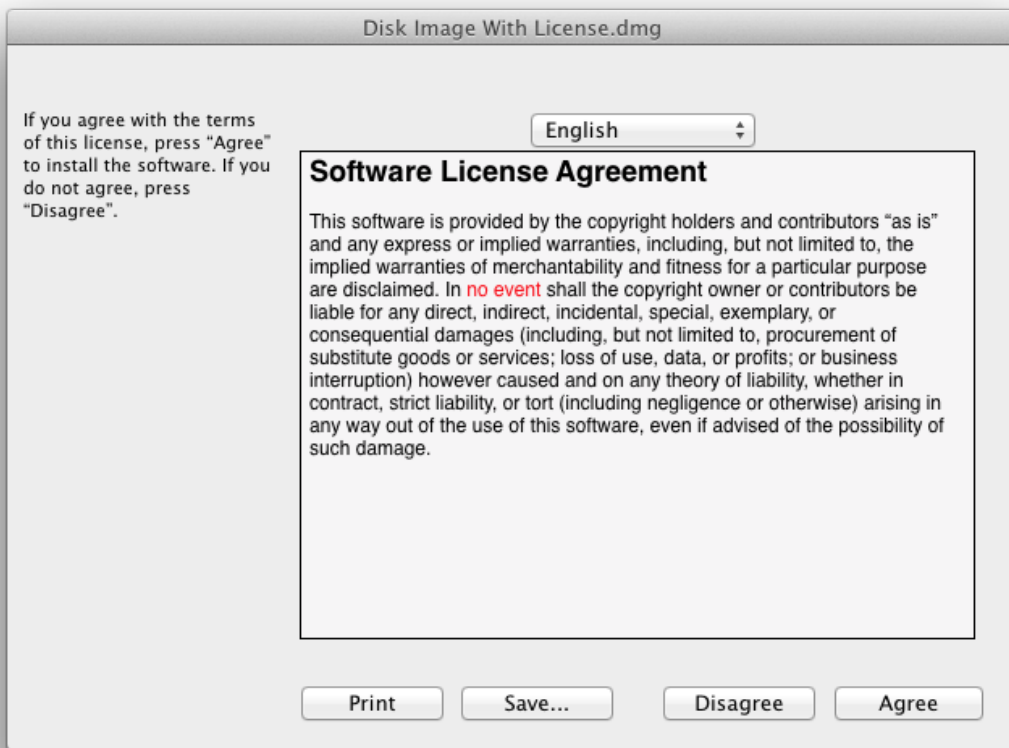 Disk Image With License.dmg
If you agree with the terms
of this license, press “Agree”
to install the software. If you
do not agree, press
“Disagree”.
English
Software License Agreement
This software is provided by the copyright holders and contributors “as is”
and any express or implied warranties, including, but not limited to, the
implied warranties of merchantability and fitness for a particular purpose
are disclaimed. In no event shall the copyright owner or contributors be
liable for any direct, indirect, incidental, special, exemplary, or
consequential damages (including, but not limited to, procurement of
substitute goods or services; loss of use, data, or profits; or business
interruption) however caused and on any theory of liability, whether in
contract, strict liability, or tort (including negligence or otherwise) arising in
any way out of the use of this software, even if advised of the possibility of
such damage.
Print
Save...
Disagree
Agree